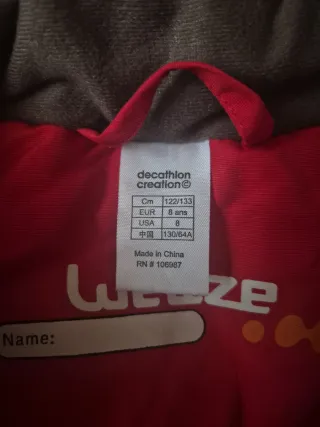 decathlon
creation©
Cm 122/133
EUR 8 ans
USA 8
中国 130/64A
Made in China
RN # 106987
Name: